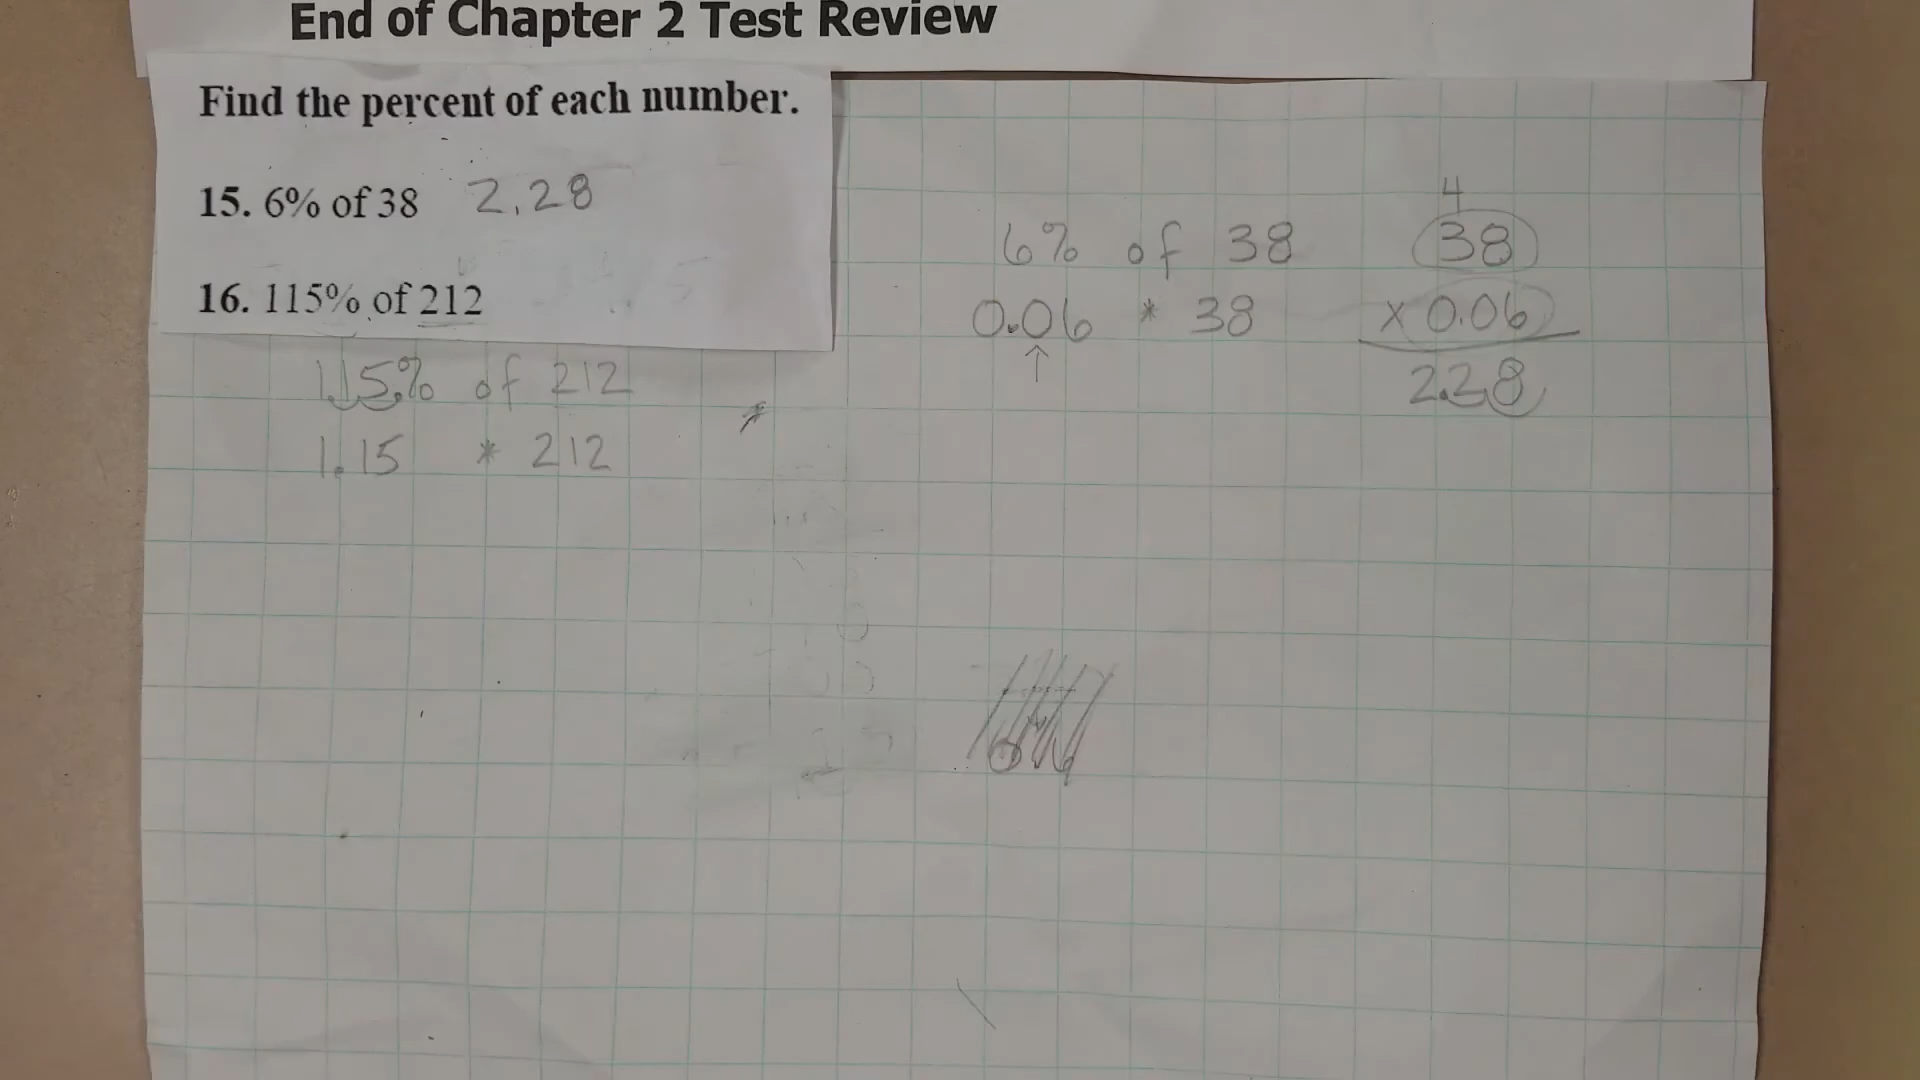 End of Chapter 2 Test Review
Find the percent of each number.
15. 6% of 38 2.28
16. 115% of 212
115.% of 212
1.15 * 212
6% of 38
0.06 * 38
4
38
x 0.06
2.28